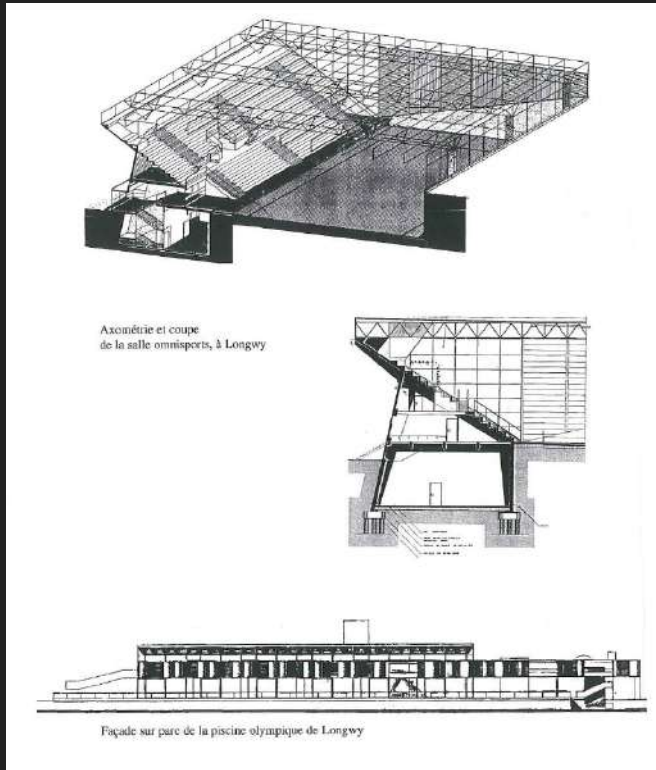 Axométrie et coupe
de la salle omnisports, à Longwy
Façade sur parc de la piscine olympique de Longwy